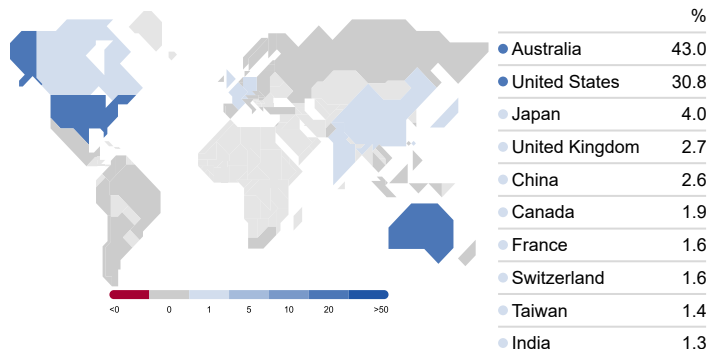 %
Australia 43.0
United States 30.8
Japan 4.0
United Kingdom 2.7
China 2.6
Canada 1.9
France 1.6
Switzerland 1.6
Taiwan 1.4
India 1.3
<0 0 1 5 10 20 >50